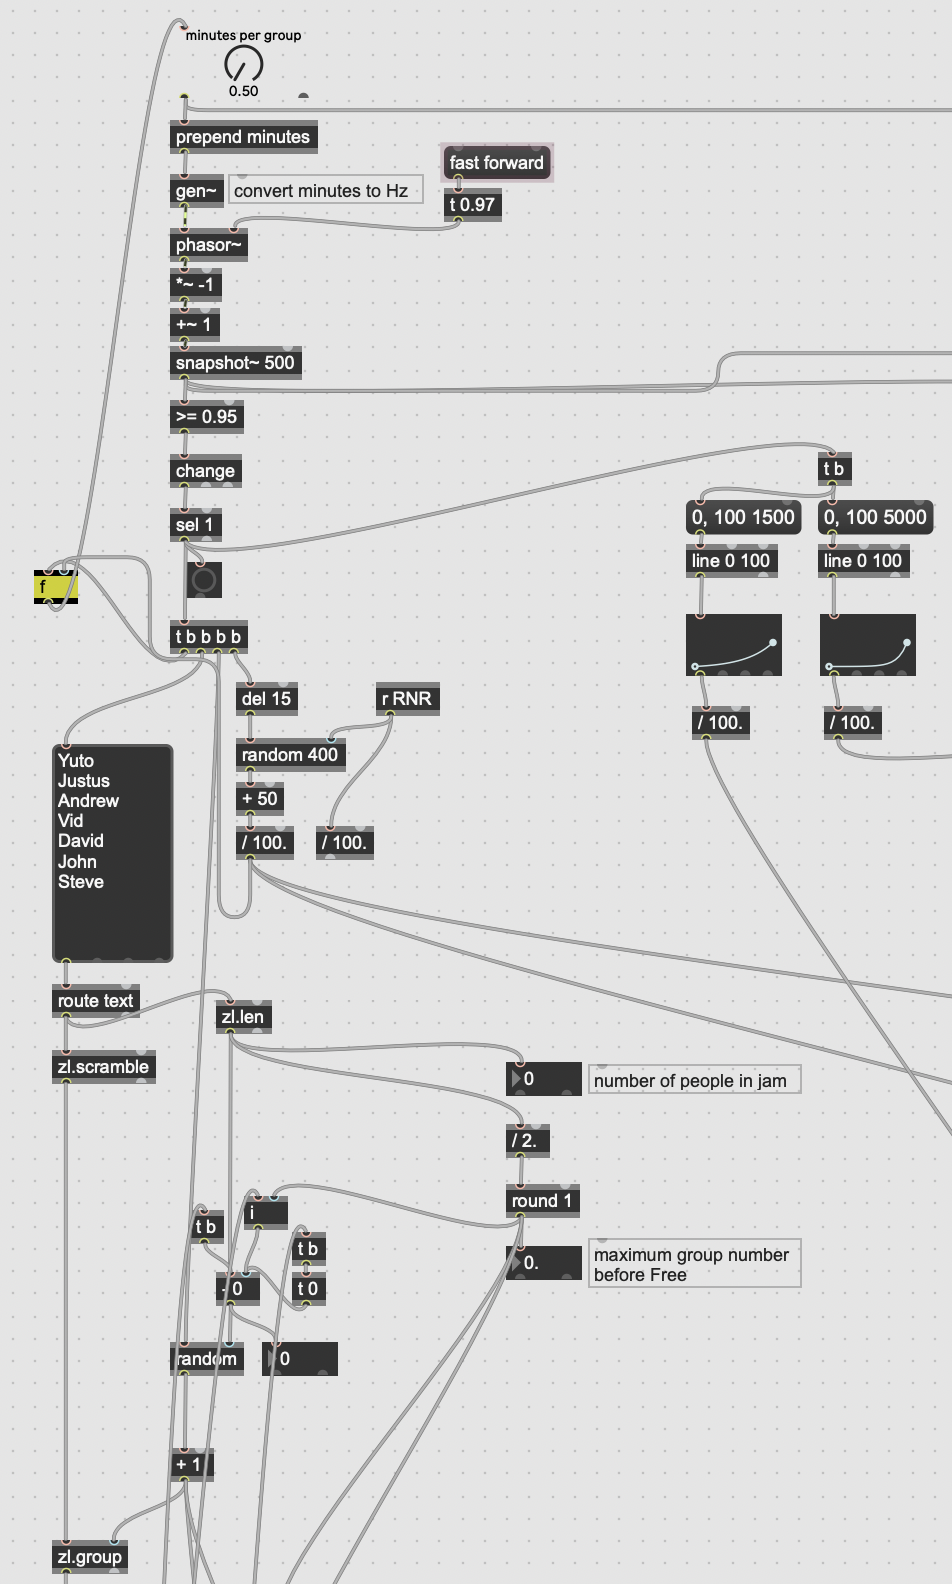 minutes per group
0.50
prepend minutes
gen~
convert minutes to Hz
fast forward
t 0.97
phasor~
*~ -1
+~ 1
snapshot~ 500
>= 0.95
change
sel 1
t b
0, 100 1500
0, 100 5000
line 0 100
line 0 100
f
t b b b b
del 15
r RNR
/ 100.
/ 100.
random 400
+ 50
/ 100.
/ 100.
Yuto
Justus
Andrew
Vid
David
John
Steve
route text
zl.len
zl.scramble
0
number of people in jam
/ 2.
round 1
i
t b
t b
0.
maximum group number
before Free
- 0
t 0
random
0
+ 1
zl.group